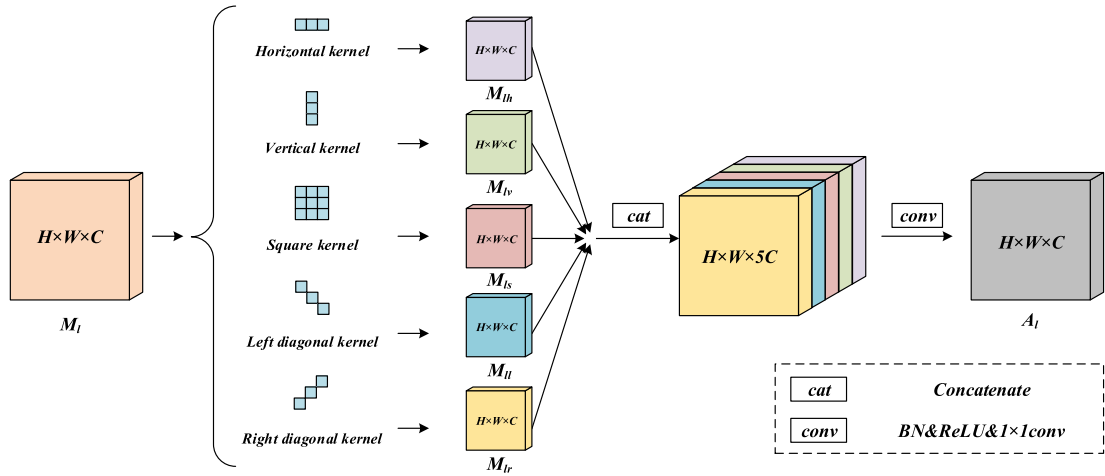 H×W×C
M_l
Horizontal kernel
H×W×C
M_lh
Vertical kernel
H×W×C
M_lv
Square kernel
H×W×C
M_ls
Left diagonal kernel
H×W×C
M_ll
Right diagonal kernel
H×W×C
M_lr
cat
H×W×5C
conv
H×W×C
A_l
cat Concatenate
conv BN&ReLU&1×1conv